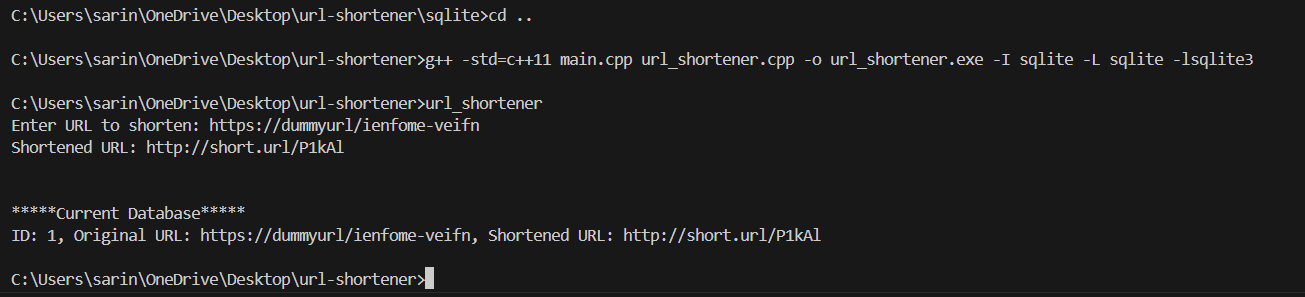 C:\Users\sarin\OneDrive\Desktop\url-shortener\sqlite>cd ..
C:\Users\sarin\OneDrive\Desktop\url-shortener>g++ -std=c++11 main.cpp url_shortener.cpp -o url_shortener.exe -I sqlite -L sqlite -lsqlite3
C:\Users\sarin\OneDrive\Desktop\url-shortener>url_shortener
Enter URL to shorten: https://dummyurl/ienfome-veifn
Shortened URL: http://short.url/P1kAl
*****Current Database*****
ID: 1, Original URL: https://dummyurl/ienfome-veifn, Shortened URL: http://short.url/P1kAl
C:\Users\sarin\OneDrive\Desktop\url-shortener>